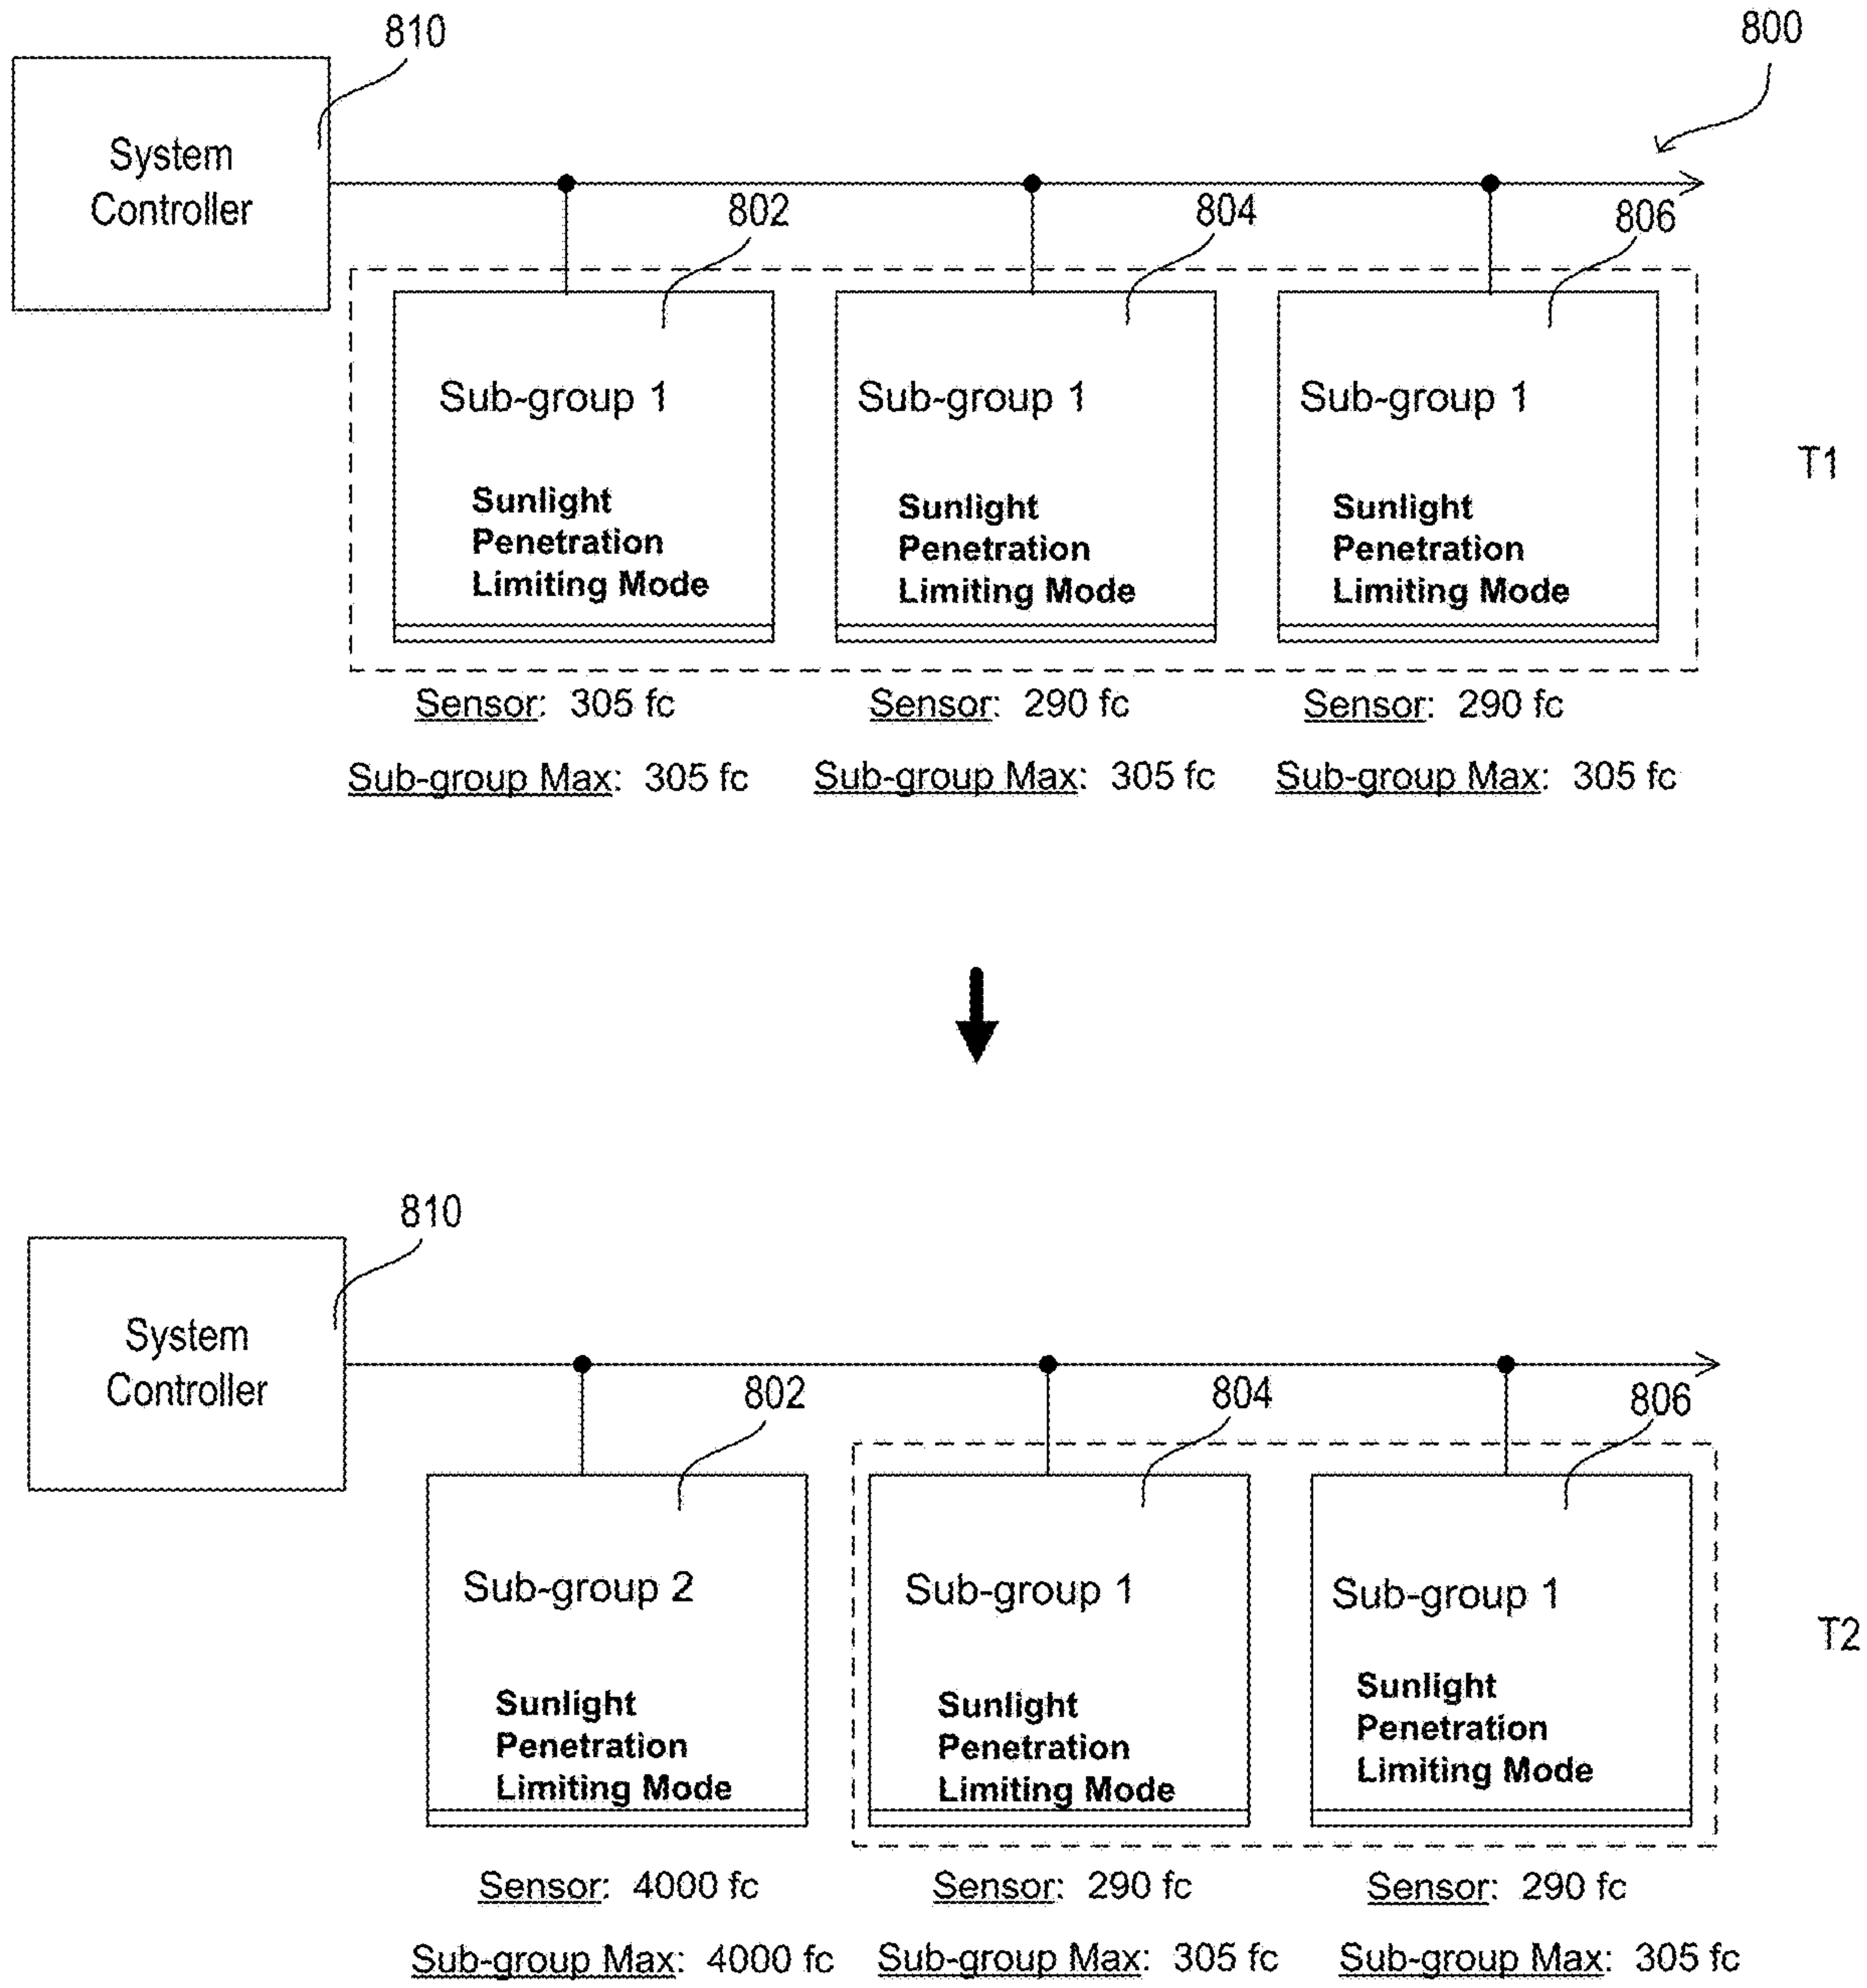 810
800
System
Controller
802
804
806
Sub-group 1
Sub-group 1
Sub-group 1
Sunlight
Penetration
Limiting Mode
Sunlight
Penetration
Limiting Mode
Sunlight
Penetration
Limiting Mode
T1
Sensor: 305 fc
Sensor: 290 fc
Sensor: 290 fc
Sub-group Max: 305 fc
Sub-group Max: 305 fc
Sub-group Max: 305 fc
810
System
Controller
802
804
806
Sub-group 2
Sub-group 1
Sub-group 1
Sunlight
Penetration
Limiting Mode
Sunlight
Penetration
Limiting Mode
Sunlight
Penetration
Limiting Mode
T2
Sensor: 4000 fc
Sensor: 290 fc
Sensor: 290 fc
Sub-group Max: 4000 fc
Sub-group Max: 305 fc
Sub-group Max: 305 fc